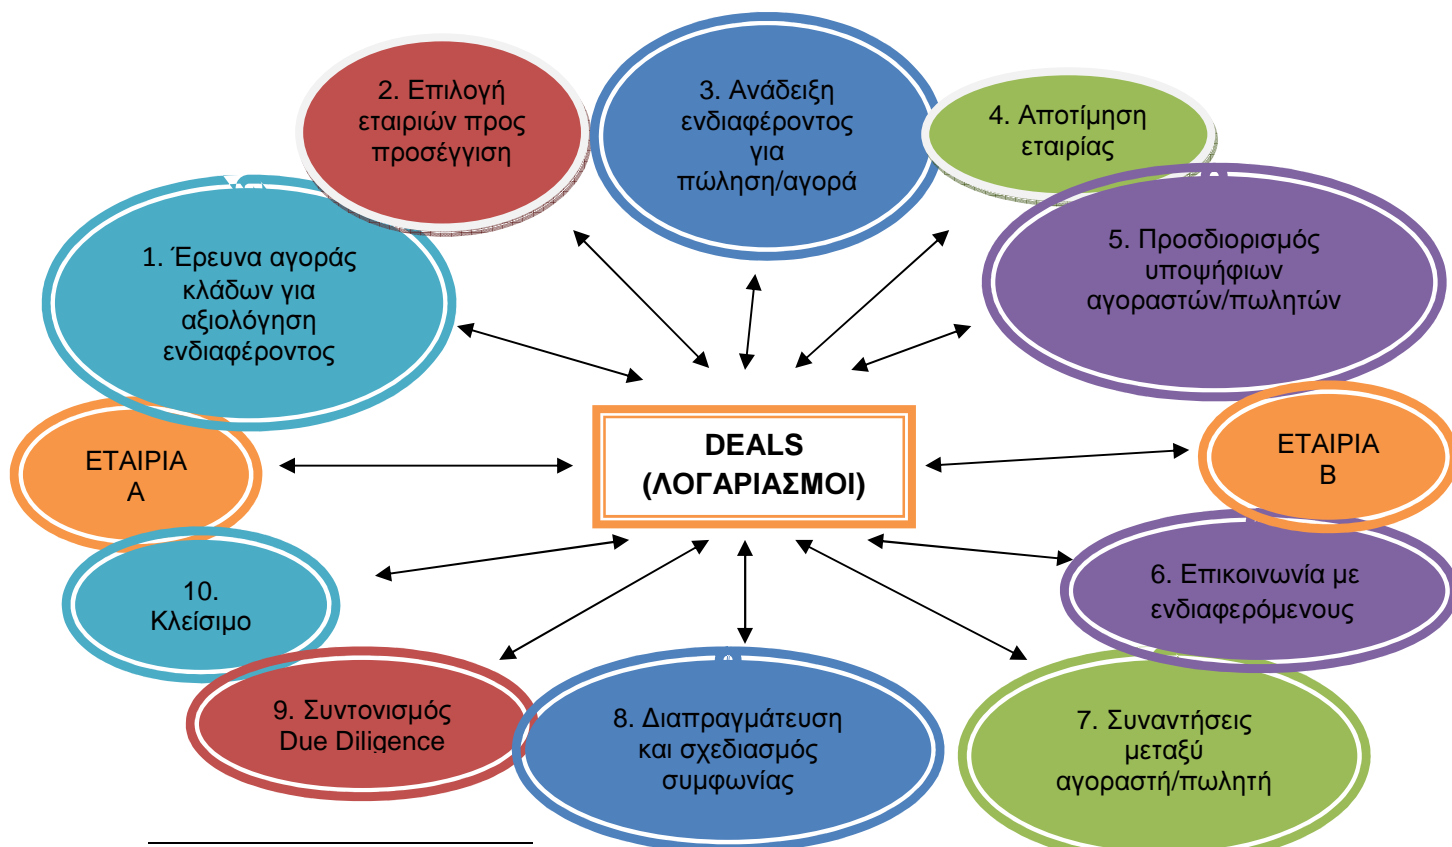 2. Επιλογή
εταιριών προς
προσέγγιση
3. Ανάδειξη
ενδιαφέροντος
για
πώληση/αγορά
4. Αποτίμηση
εταιρίας
1. Έρευνα αγοράς
κλάδων για
αξιολόγηση
ενδιαφέροντος
5. Προσδιορισμός
υποψήφιων
αγοραστών/πωλητών
ΕΤΑΙΡΙΑ
Α
DEALS
(ΛΟΓΑΡΙΑΣΜΟΙ)
ΕΤΑΙΡΙΑ
Β
10.
Κλείσιμο
6. Επικοινωνία με
ενδιαφερόμενους
9. Συντονισμός
Due Diligence
8. Διαπραγμάτευση
και σχεδιασμός
συμφωνίας
7. Συναντήσεις
μεταξύ
αγοραστή/πωλητή